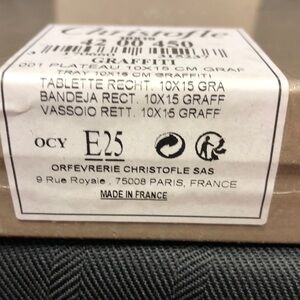 Christofle
GRAFFITI
001 PLATEAU 10X15 CM GRAF
TRAY 10X15 CM GRAFFITI
TABLETTE RECHT. 10X15 GRA
BANDEJA RECT. 10X15 GRAFF
VASSOIO RETT. 10X15 GRAFF
OCY E25
ORFEVRERIE CHRISTOFLE SAS
9 Rue Royale, 75008 PARIS, FRANCE
MADE IN FRANCE